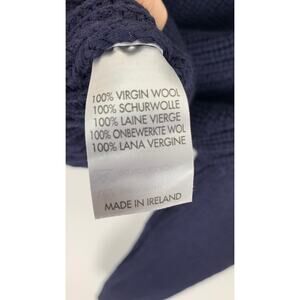 100% VIRGIN WOOL
100% SCHURWOLLE
100% LAINE VIERGE
100% ONBEWERKTE WOL
100% LANA VERGINE
MADE IN IRELAND